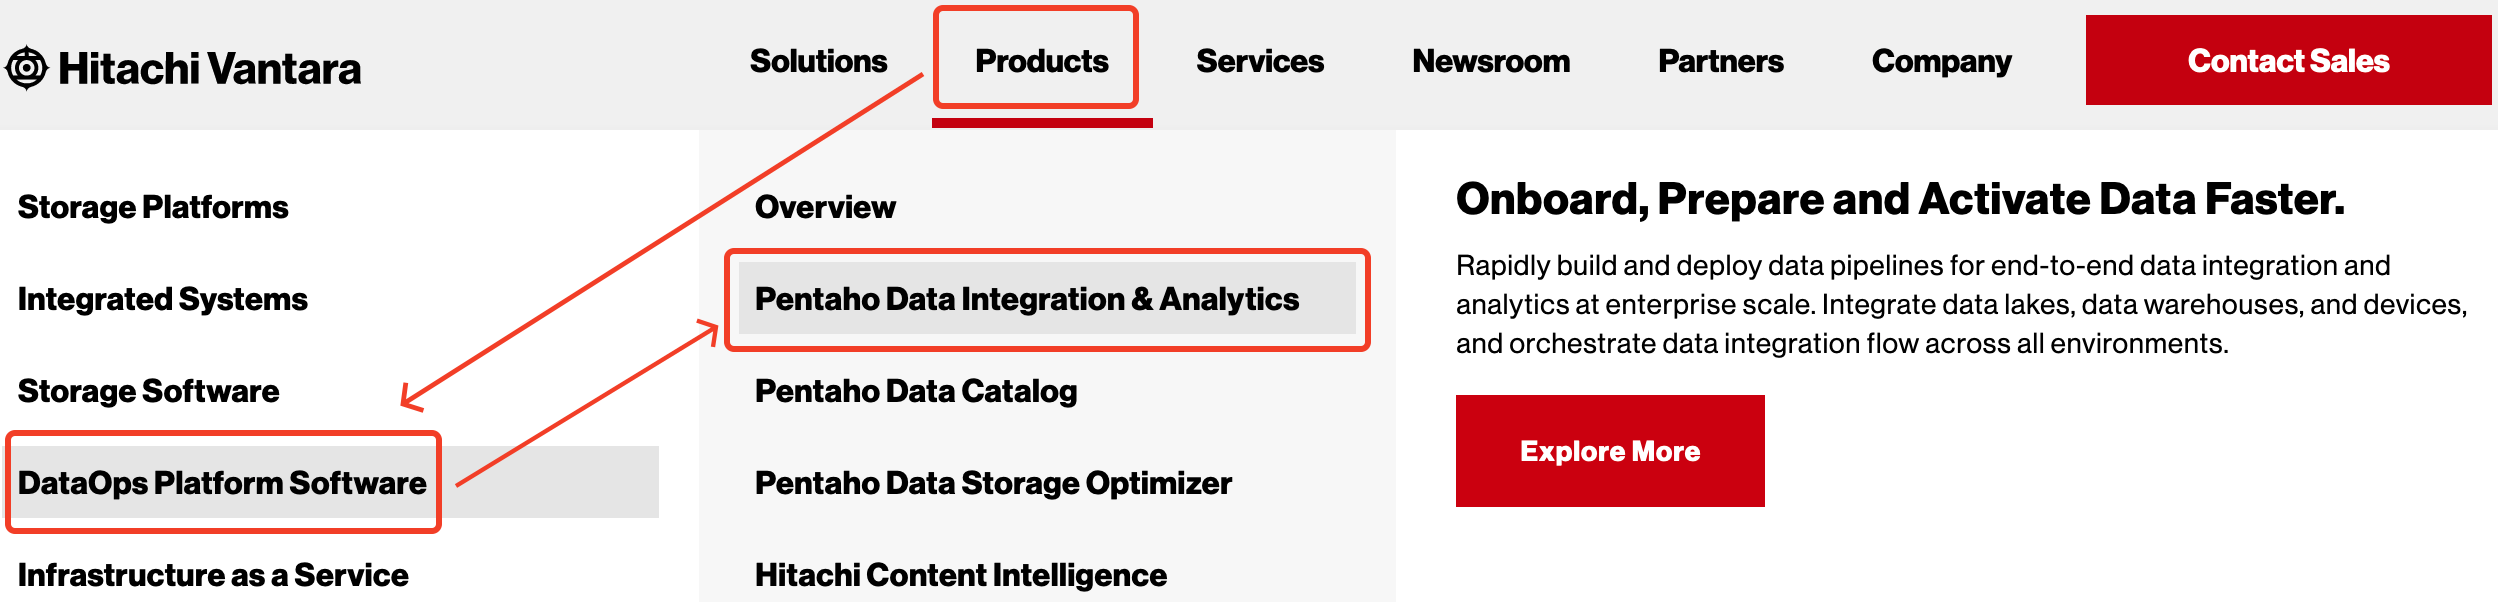 Hitachi Vantara
Solutions
Products
Services
Newsroom
Partners
Company
Contact Sales
Storage Platforms
Integrated Systems
Storage Software
DataOps Platform Software
Infrastructure as a Service
Overview
Pentaho Data Integration & Analytics
Pentaho Data Catalog
Pentaho Data Storage Optimizer
Hitachi Content Intelligence
Onboard, Prepare and Activate Data Faster.
Rapidly build and deploy data pipelines for end-to-end data integration and
analytics at enterprise scale. Integrate data lakes, data warehouses, and devices,
and orchestrate data integration flow across all environments.
Explore More